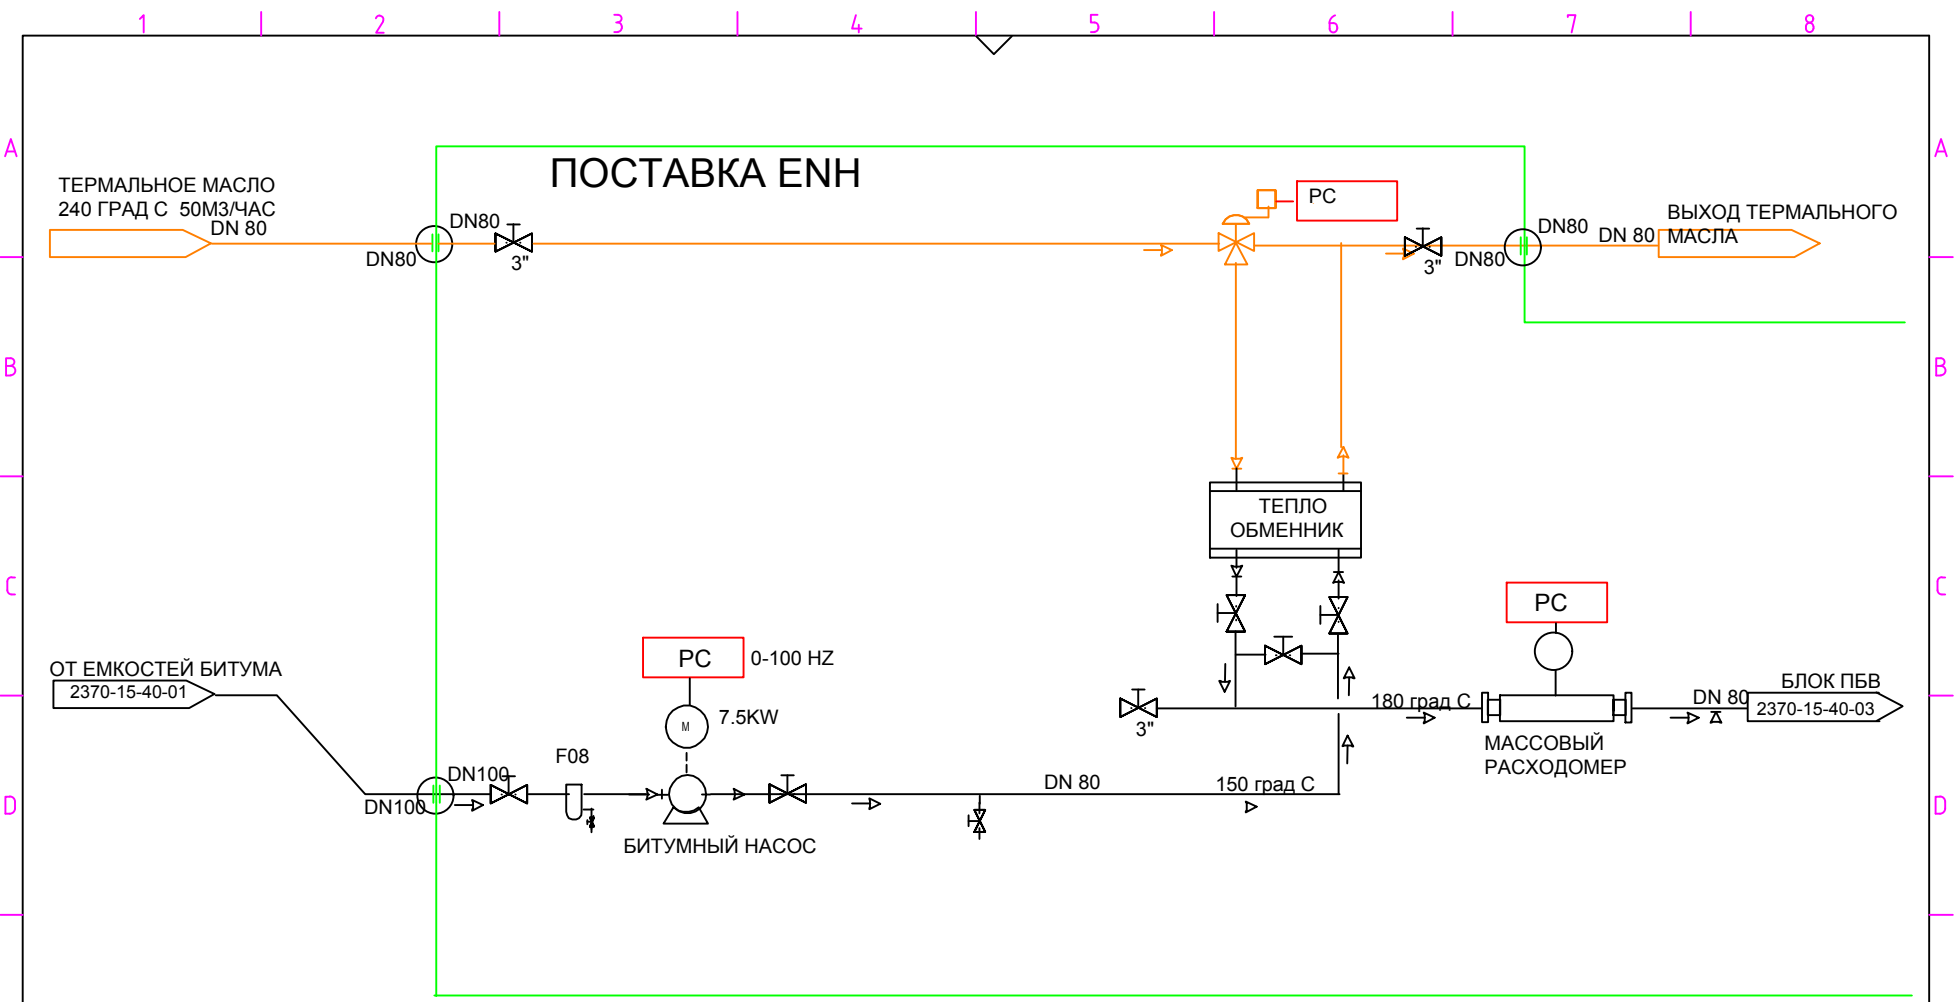 1 2 3 4 5 6 7 8
A A
ПОСТАВКА ENH
ТЕРМАЛЬНОЕ МАСЛО
240 ГРАД С 50М3/ЧАС
DN 80
DN80
DN80
3"
PC
ВЫХОД ТЕРМАЛЬНОГО
МАСЛА
DN80
DN 80
DN80
3"
B B
ТЕПЛО
ОБМЕННИК
C C
PC
PC
0-100 HZ
ОТ ЕМКОСТЕЙ БИТУМА
2370-15-40-01
M
7.5KW
3"
180 град С
DN 80
БЛОК ПБВ
2370-15-40-03
МАССОВЫЙ
РАСХОДОМЕР
F08
DN100
DN100
DN 80
150 град С
D D
БИТУМНЫЙ НАСОС